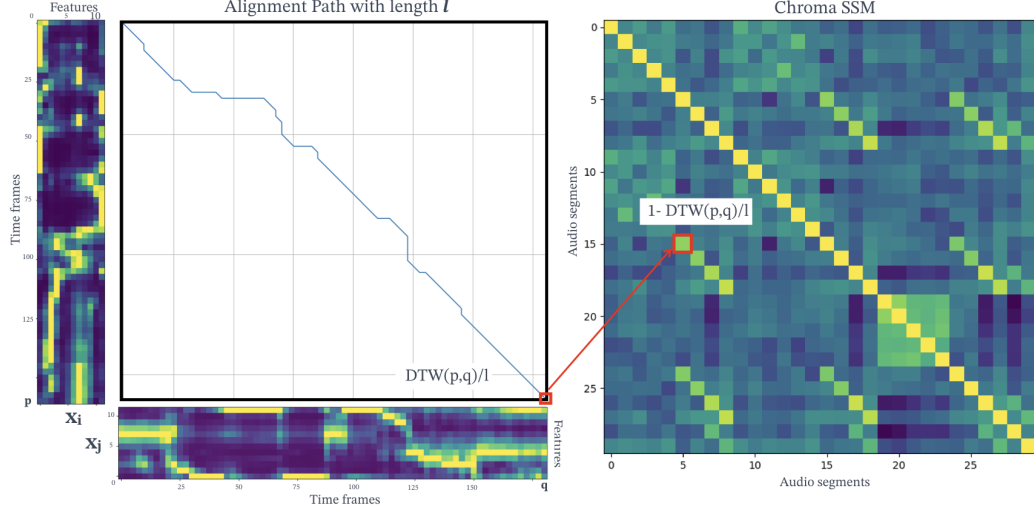 Features
0 5 10
0
25
50
75
100
125
p
Time frames
Xi
Alignment Path with length l
DTW(p,q)/l
Xj
10
5
0
25
50
75
100
125
150
q
Time frames
Features
Chroma SSM
0
5
10
15
20
25
Audio segments
1- DTW(p,q)/l
0 5 10 15 20 25
Audio segments